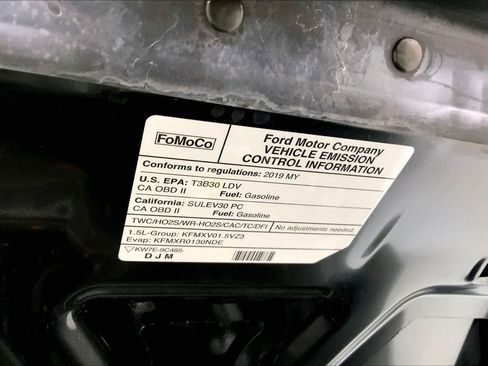 FoMoCo
Ford Motor Company
VEHICLE EMISSION
CONTROL INFORMATION
Conforms to regulations: 2019 MY
U.S. EPA: T3B30 LDV
CA OBD II Fuel: Gasoline
California: SULEV30 PC
CA OBD II Fuel: Gasoline
TWC/HO2S/WR-HO2S/CAC/TC/DFI No adjustments needed.
1.5L-Group: KFMXV01.5VZ3
Evap: KFMXR0130NDE
KW7E-9C485-
DJM